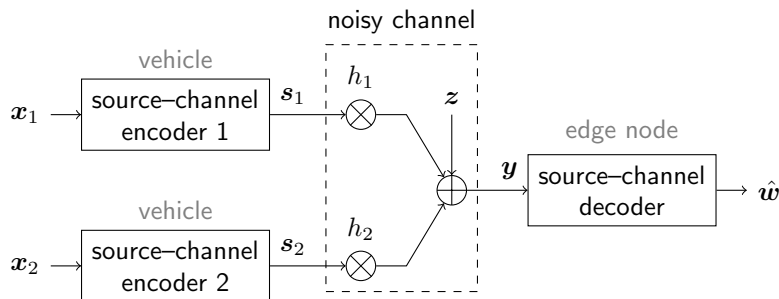 noisy channel
vehicle
x₁
source–channel
encoder 1
s₁
h₁
z
edge node
y
source–channel
decoder
ŵ
vehicle
x₂
source–channel
encoder 2
s₂
h₂